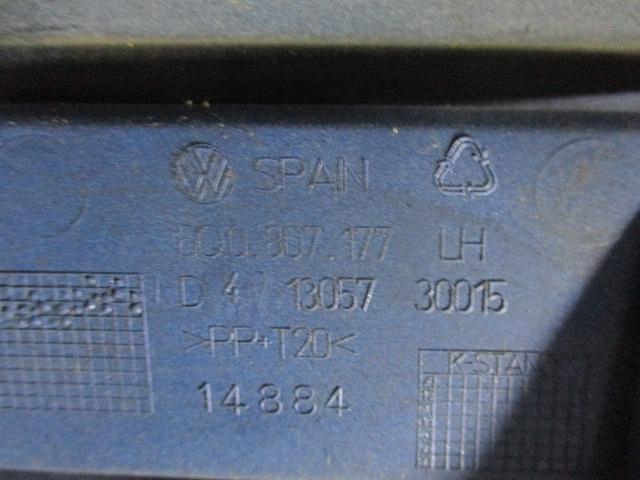 SPAIN
6Q0.807.177 LH
D 4 13057 30015
>PP+T20<
K-STAN
14884